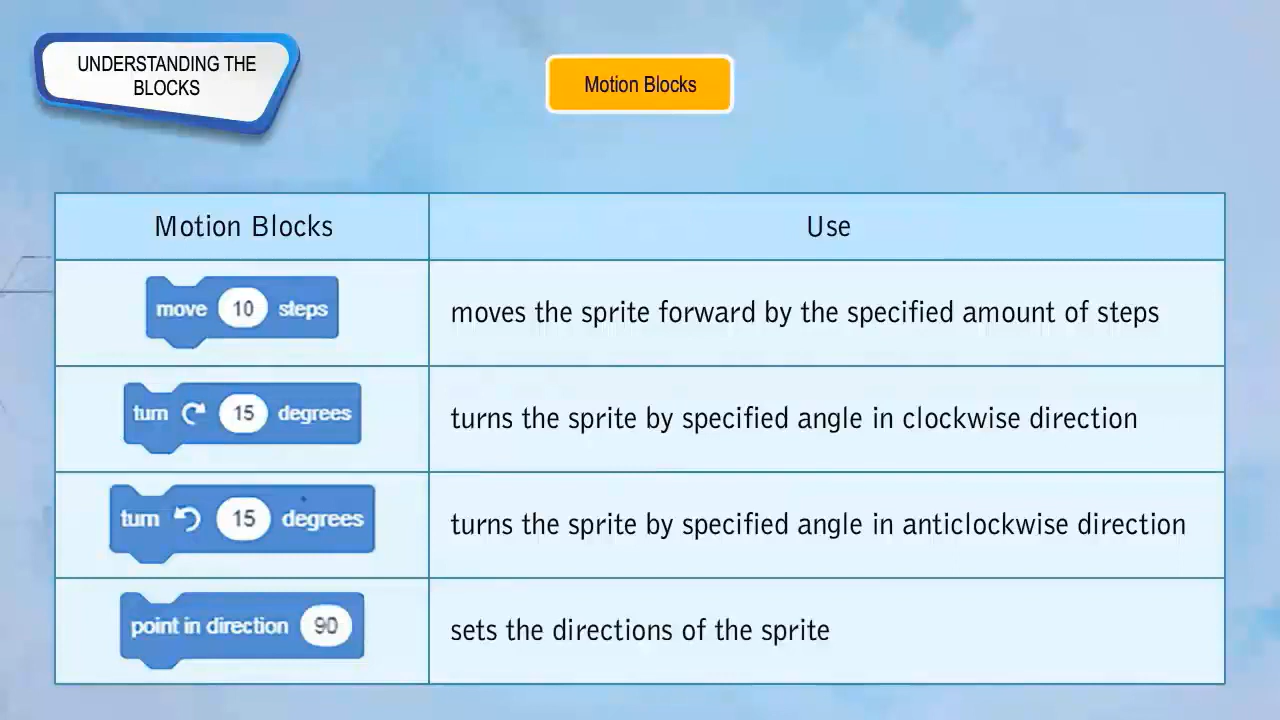 UNDERSTANDING THE
BLOCKS
Motion Blocks
Motion Blocks
Use
move 10 steps
moves the sprite forward by the specified amount of steps
turn 15 degrees
turns the sprite by specified angle in clockwise direction
turn 15 degrees
turns the sprite by specified angle in anticlockwise direction
point in direction 90
sets the directions of the sprite